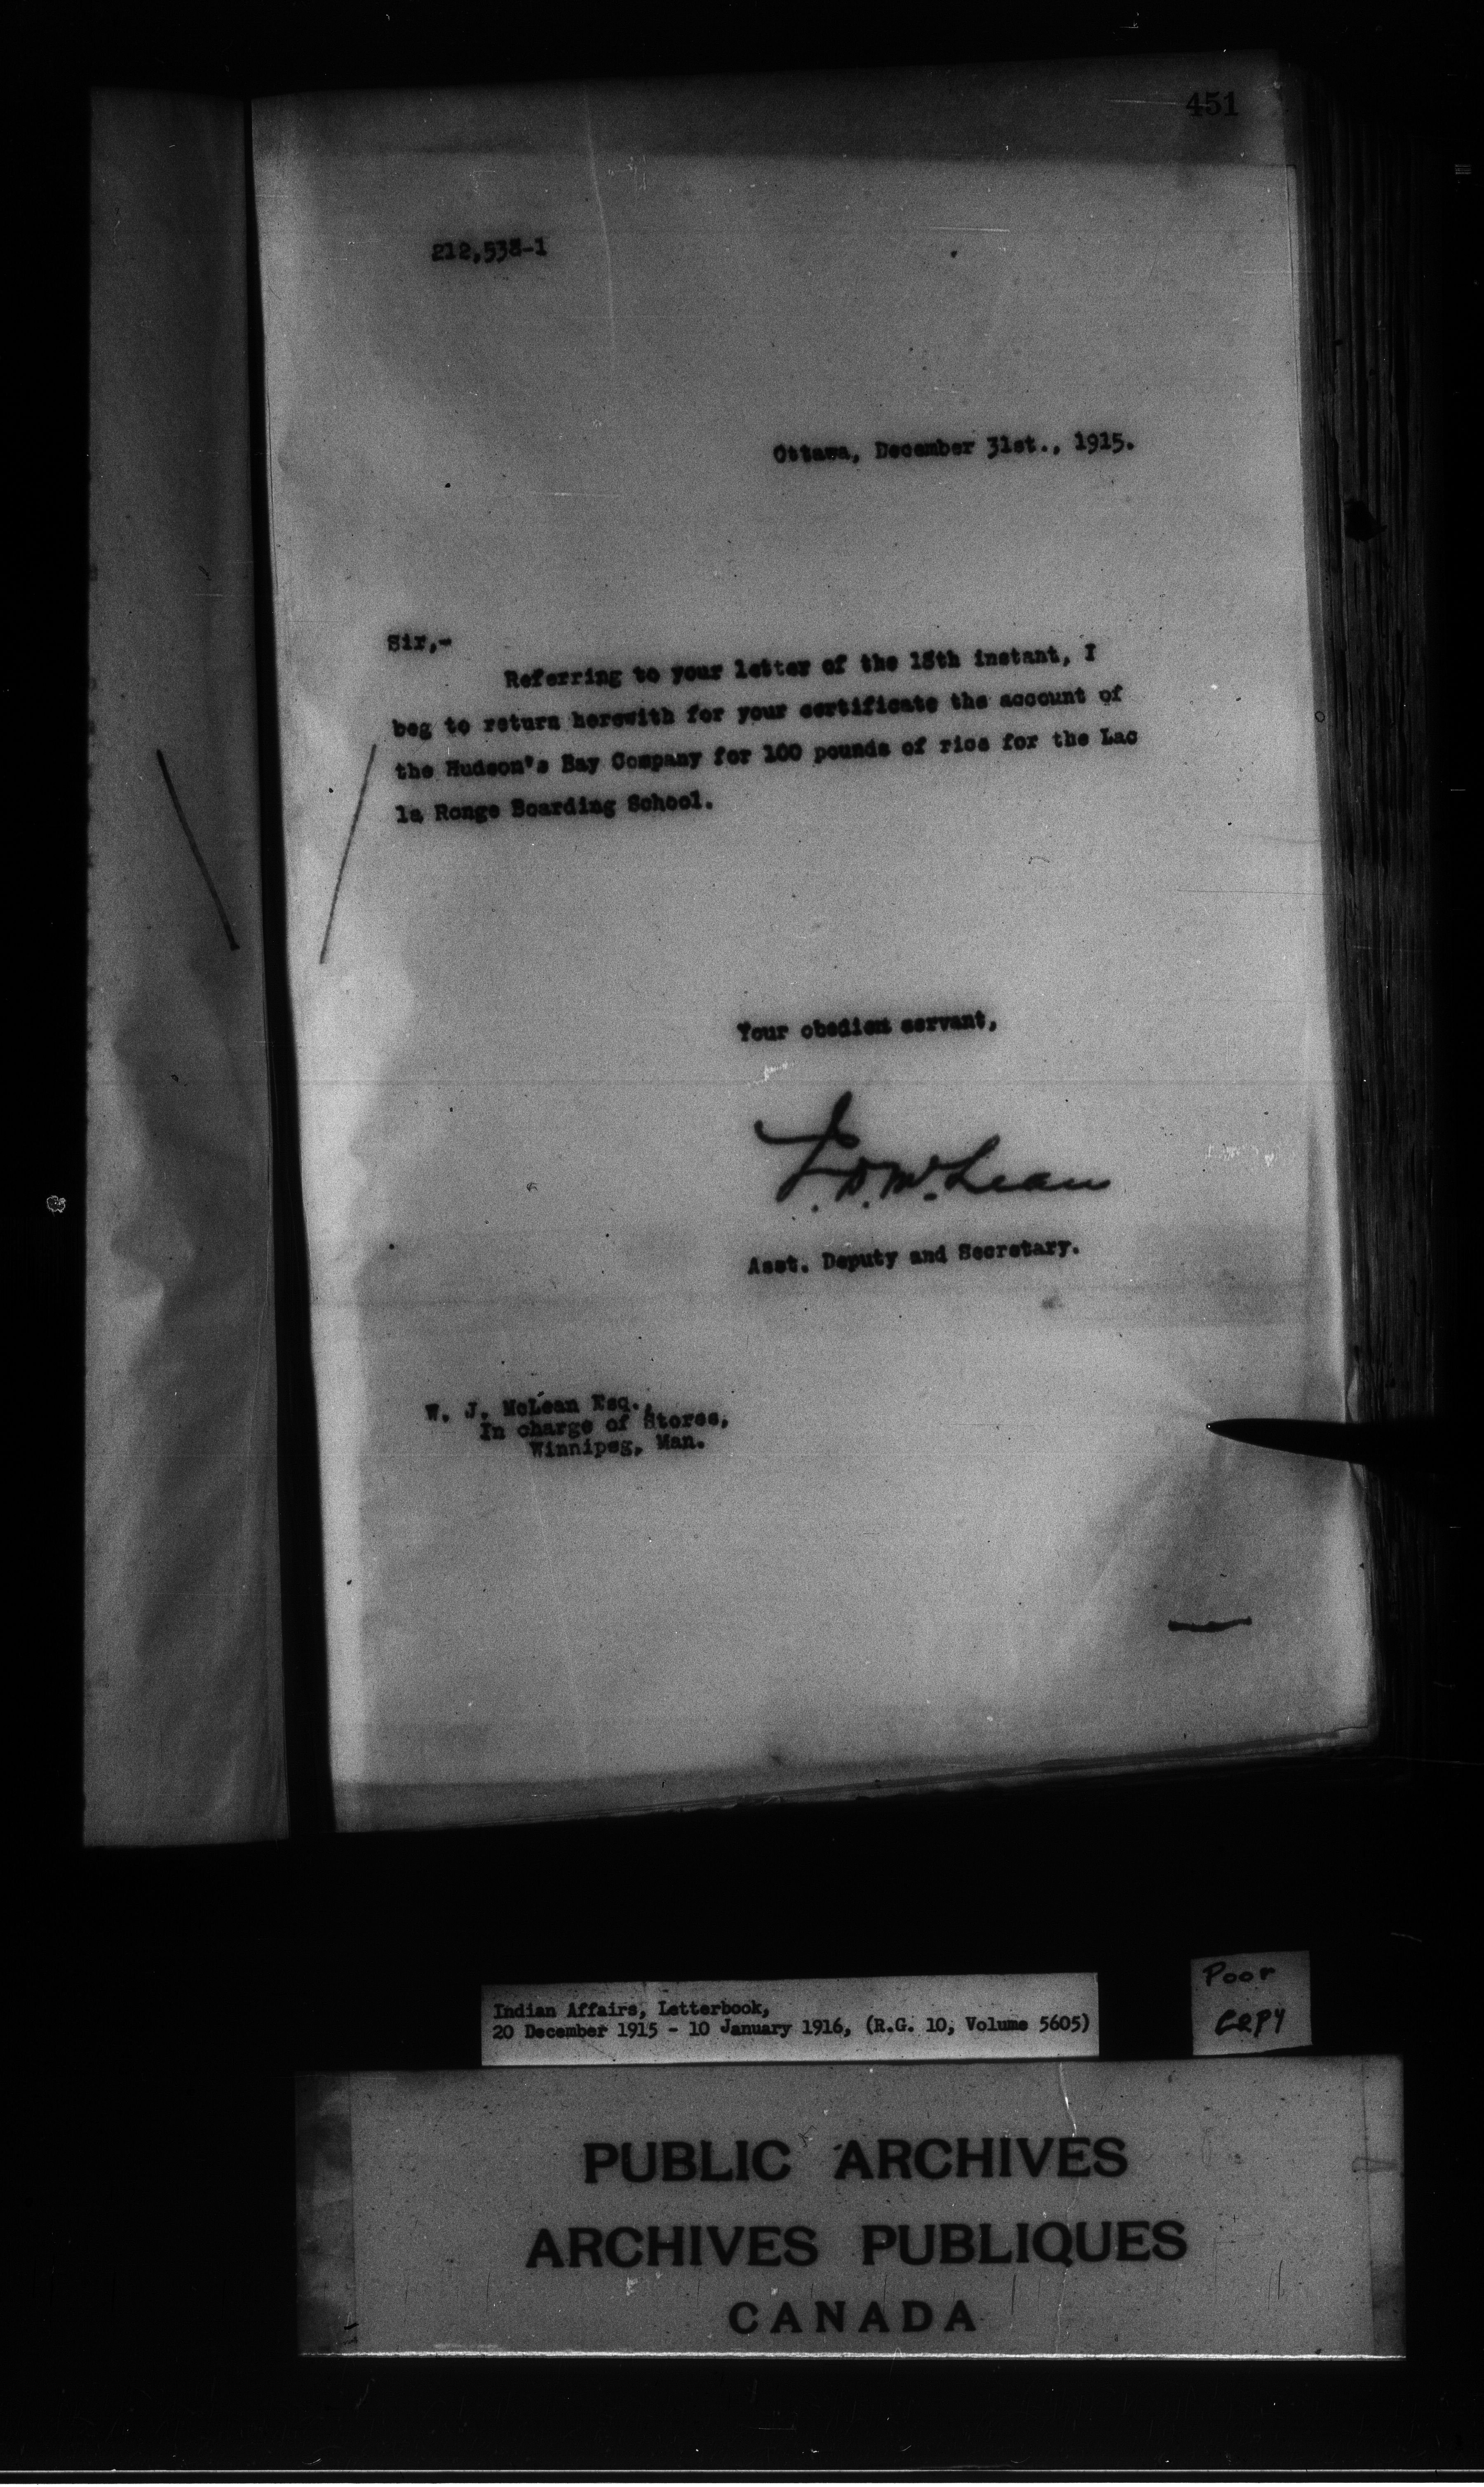 451
212,538-1
Ottawa, December 31st., 1915.
Sir,-
Referring to your letter of the 15th instant, I
beg to return herewith for your certificate the account of
the Hudson's Bay Company for 100 pounds of rice for the Lac
la Ronge Boarding School.
Your obedient servant,
J. D. McLean
Asst. Deputy and Secretary.
W. J. McLean Esq.,
In charge of Stores,
Winnipeg, Man.
Indian Affairs, Letterbook,
20 December 1915 - 10 January 1916, (R.G. 10, Volume 5605)
Poor
Copy
PUBLIC ARCHIVES
ARCHIVES PUBLIQUES
CANADA